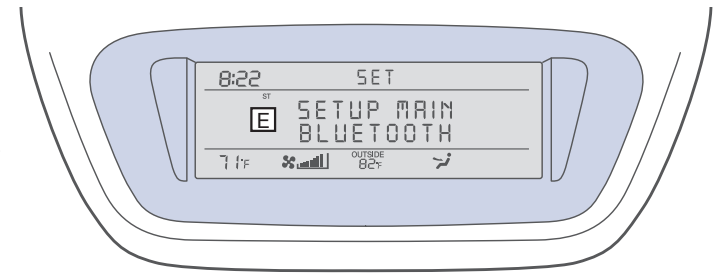 8:22 SET
ST
E SETUP MAIN
BLUETOOTH
71°F OUTSIDE
82°F